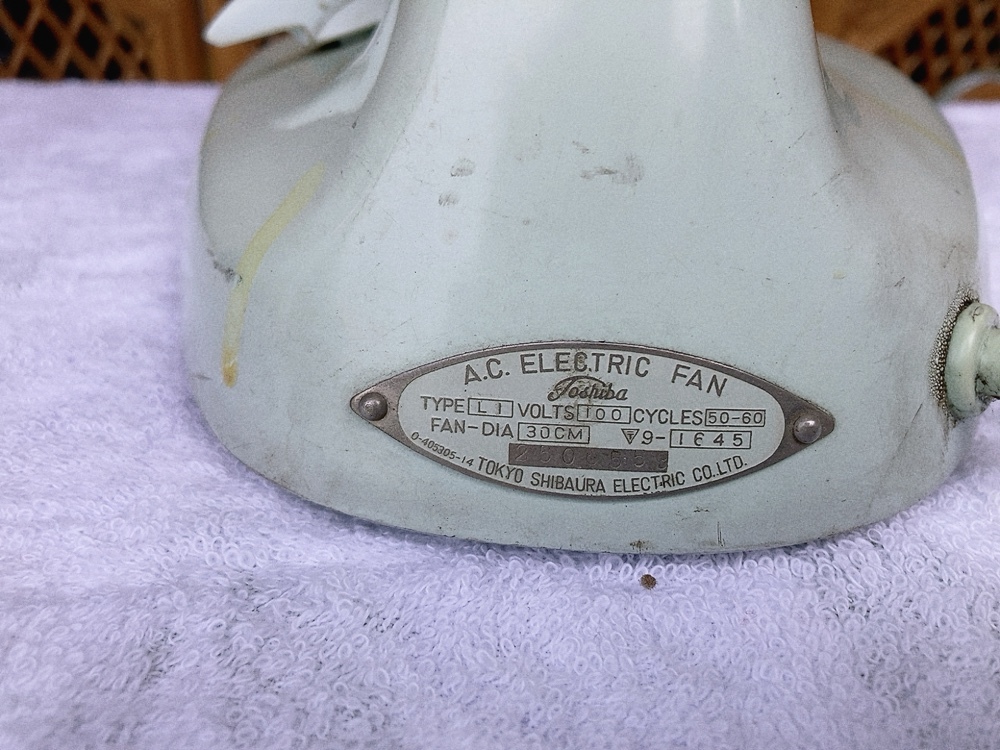 A.C. ELECTRIC FAN
Toshiba
TYPE L1 VOLTS 100 CYCLES 50-60
FAN-DIA 30CM ▽9-1645
0-405305-14 TOKYO SHIBAURA ELECTRIC CO.LTD.